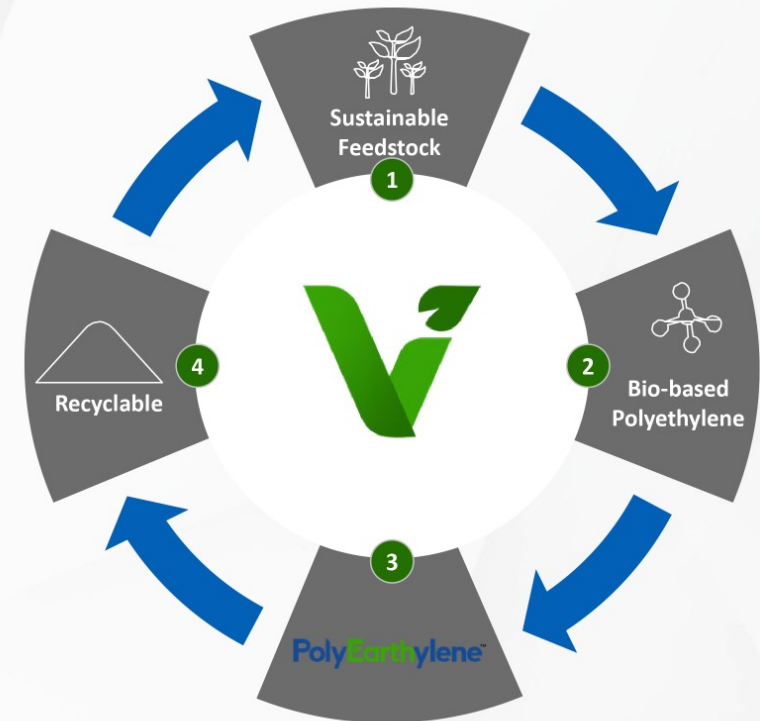 Sustainable
Feedstock
1
2
Bio-based
Polyethylene
3
PolyEarthylene™
4
Recyclable